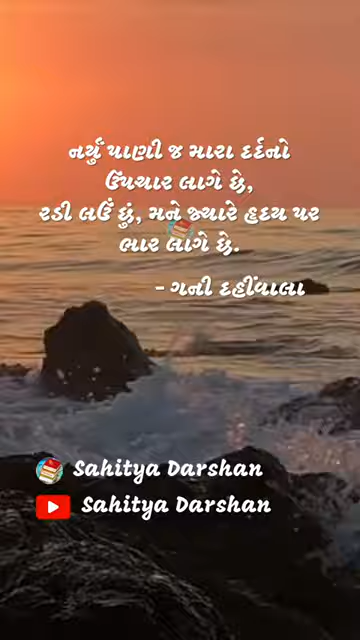 નર્યું પાણી જ મારા દર્દનો
ઉપચાર લાગે છે,
રડી લઉં છું, મને જ્યારે હૃદય પર
ભાર લાગે છે.
- ગની દહીંવાલા
Sahitya Darshan
Sahitya Darshan